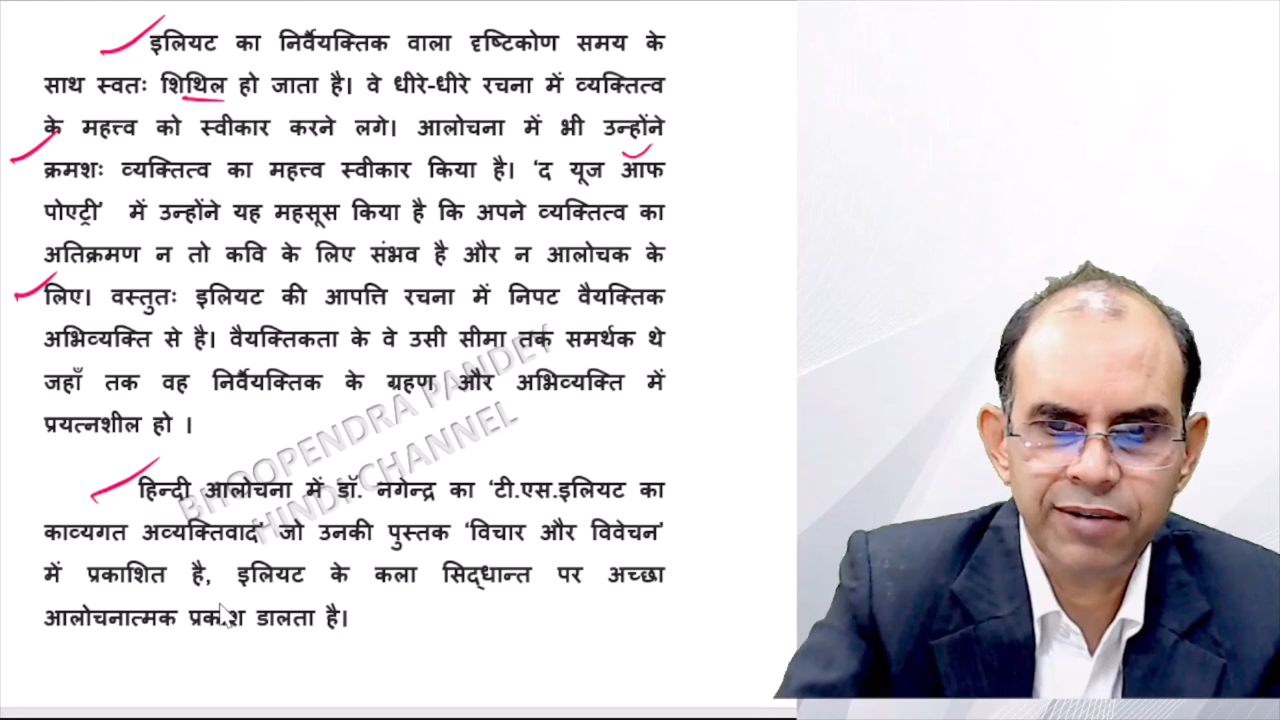 इलियट का निर्वैयक्तिक वाला दृष्टिकोण समय के
साथ स्वतः शिथिल हो जाता है। वे धीरे-धीरे रचना में व्यक्तित्व
के महत्त्व को स्वीकार करने लगे। आलोचना में भी उन्होंने
क्रमशः व्यक्तित्व का महत्त्व स्वीकार किया है। ‘द यूज ऑफ
पोएट्री’ में उन्होंने यह महसूस किया है कि अपने व्यक्तित्व का
अतिक्रमण न तो कवि के लिए संभव है और न आलोचक के
लिए। वस्तुतः इलियट की आपत्ति रचना में निपट वैयक्तिक
अभिव्यक्ति से है। वैयक्तिकता के वे उसी सीमा तक समर्थक थे
जहाँ तक वह निर्वैयक्तिक के ग्रहण और अभिव्यक्ति में
प्रयत्नशील हो ।
हिन्दी आलोचना में डॉ. नगेन्द्र का ‘टी.एस.इलियट का
काव्यगत अव्यक्तिवाद’ जो उनकी पुस्तक ‘विचार और विवेचन’
में प्रकाशित है, इलियट के कला सिद्धान्त पर अच्छा
आलोचनात्मक प्रकाश डालता है।
BHOOPENDRA PANDEY
HINDI CHANNEL